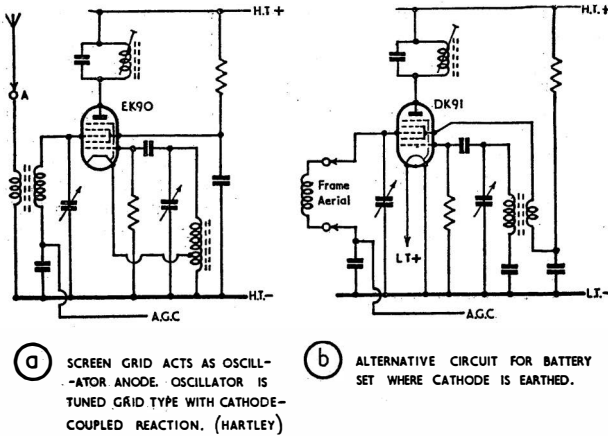 H.T.+
A
EK90
H.T.-
A.G.C
H.T.+
DK91
Frame
Aerial
L.T+
L.T.-
A.G.C.
a SCREEN GRID ACTS AS OSCILL-
-ATOR ANODE. OSCILLATOR IS
TUNED GRID TYPE WITH CATHODE-
COUPLED REACTION. (HARTLEY)
b ALTERNATIVE CIRCUIT FOR BATTERY
SET WHERE CATHODE IS EARTHED.